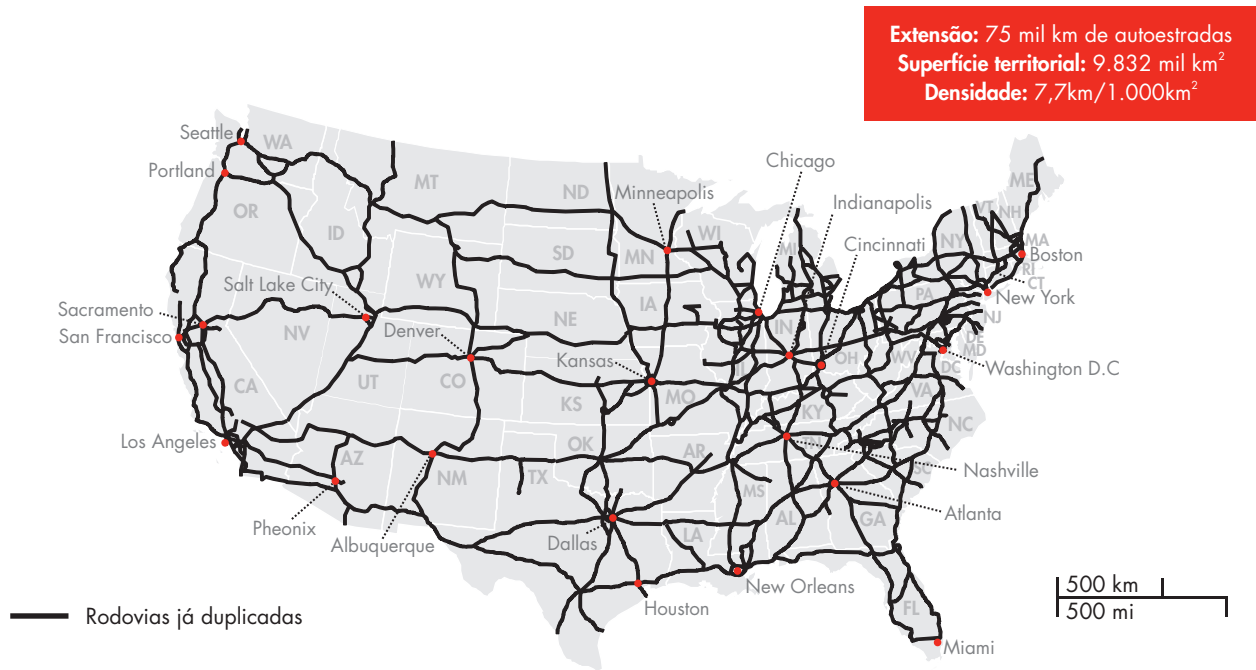 Extensão: 75 mil km de autoestradas
Superfície territorial: 9.832 mil km²
Densidade: 7,7km/1.000km²
Seattle
WA
Portland
OR
MT
ND
Minneapolis
Chicago
Indianapolis
Cincinnati
ME
VT
NH
NY
MA
Boston
RI
CT
ID
SD
MN
WI
MI
WY
Salt Lake City
IA
PA
New York
NJ
Sacramento
San Francisco
NV
Denver
NE
Kansas
IN
IL
OH
WV
DE
MD
DC
Washington D.C
CA
UT
CO
KS
MO
KY
VA
NC
Los Angeles
AZ
NM
OK
TX
AR
TN
SC
Nashville
Pheonix
Albuquerque
Dallas
MS
AL
GA
Atlanta
LA
New Orleans
Houston
FL
Miami
500 km
500 mi
Rodovias já duplicadas